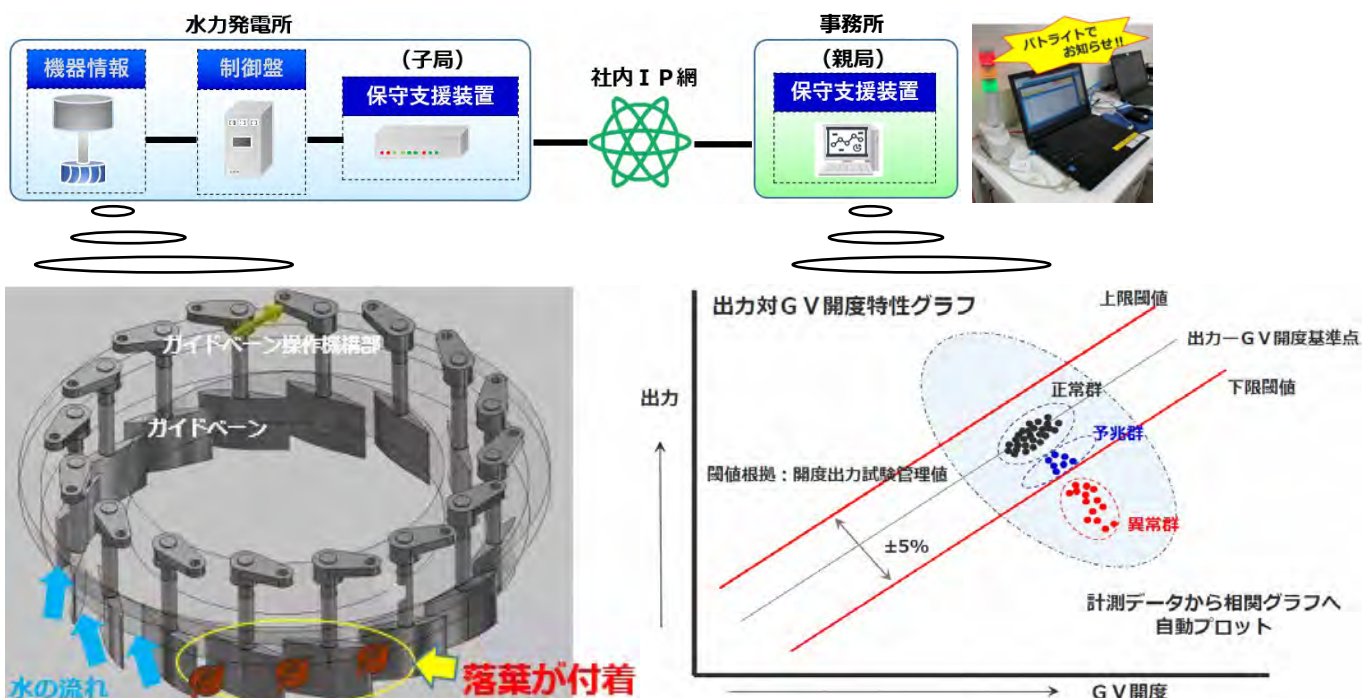 水力発電所
事務所
機器情報
制御盤
(子局)
保守支援装置
社内IP網
(親局)
保守支援装置
パトライトで
お知らせ!!
ガイドベーン操作機構部
ガイドベーン
水の流れ
落葉が付着
出力対GV開度特性グラフ
上限閾値
出力ーGV開度基準点
下限閾値
正常群
予兆群
異常群
出力
閾値根拠:開度出力試験管理値
±5%
計測データから相関グラフへ
自動プロット
GV開度